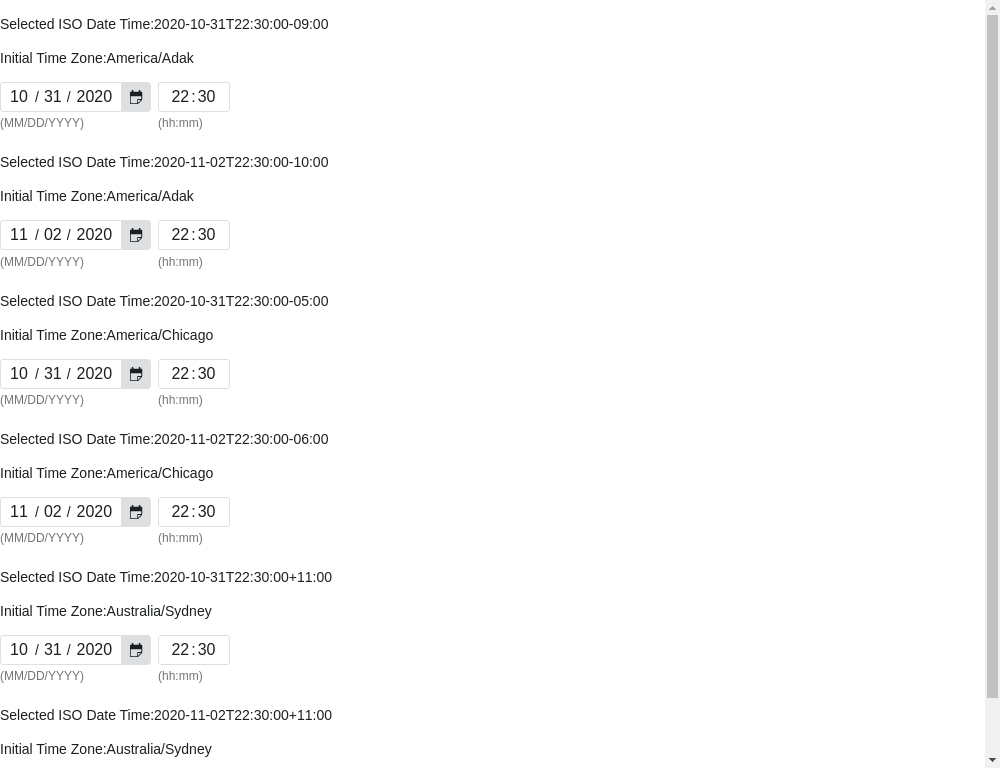 Selected ISO Date Time:2020-10-31T22:30:00-09:00
Initial Time Zone:America/Adak
10 / 31 / 2020 22:30
(MM/DD/YYYY) (hh:mm)
Selected ISO Date Time:2020-11-02T22:30:00-10:00
Initial Time Zone:America/Adak
11 / 02 / 2020 22:30
(MM/DD/YYYY) (hh:mm)
Selected ISO Date Time:2020-10-31T22:30:00-05:00
Initial Time Zone:America/Chicago
10 / 31 / 2020 22:30
(MM/DD/YYYY) (hh:mm)
Selected ISO Date Time:2020-11-02T22:30:00-06:00
Initial Time Zone:America/Chicago
11 / 02 / 2020 22:30
(MM/DD/YYYY) (hh:mm)
Selected ISO Date Time:2020-10-31T22:30:00+11:00
Initial Time Zone:Australia/Sydney
10 / 31 / 2020 22:30
(MM/DD/YYYY) (hh:mm)
Selected ISO Date Time:2020-11-02T22:30:00+11:00
Initial Time Zone:Australia/Sydney